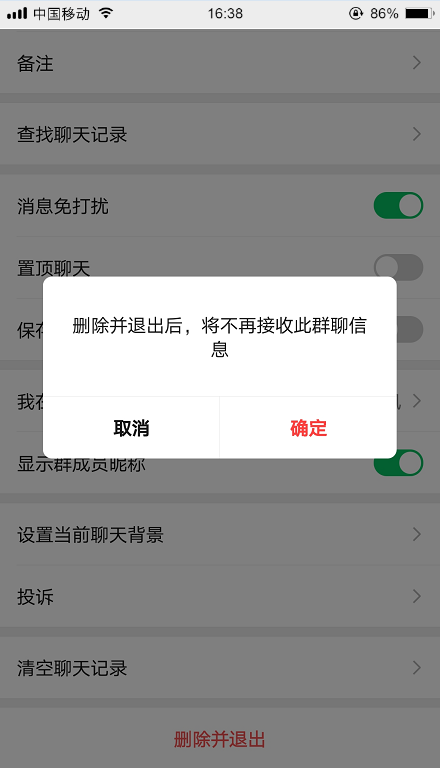 中国移动 16:38 86%
备注
查找聊天记录
消息免打扰
置顶聊天
保存
删除并退出后，将不再接收此群聊信
息
我在
取消 确定
显示群成员昵称
设置当前聊天背景
投诉
清空聊天记录
删除并退出